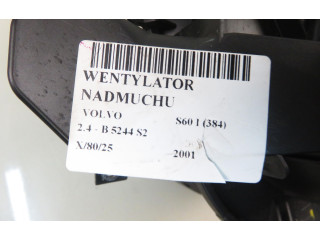 WENTYLATOR
NADMUCHU
VOLVO S60 I (384)
2.4 - B 5244 S2
X/80/25 2001